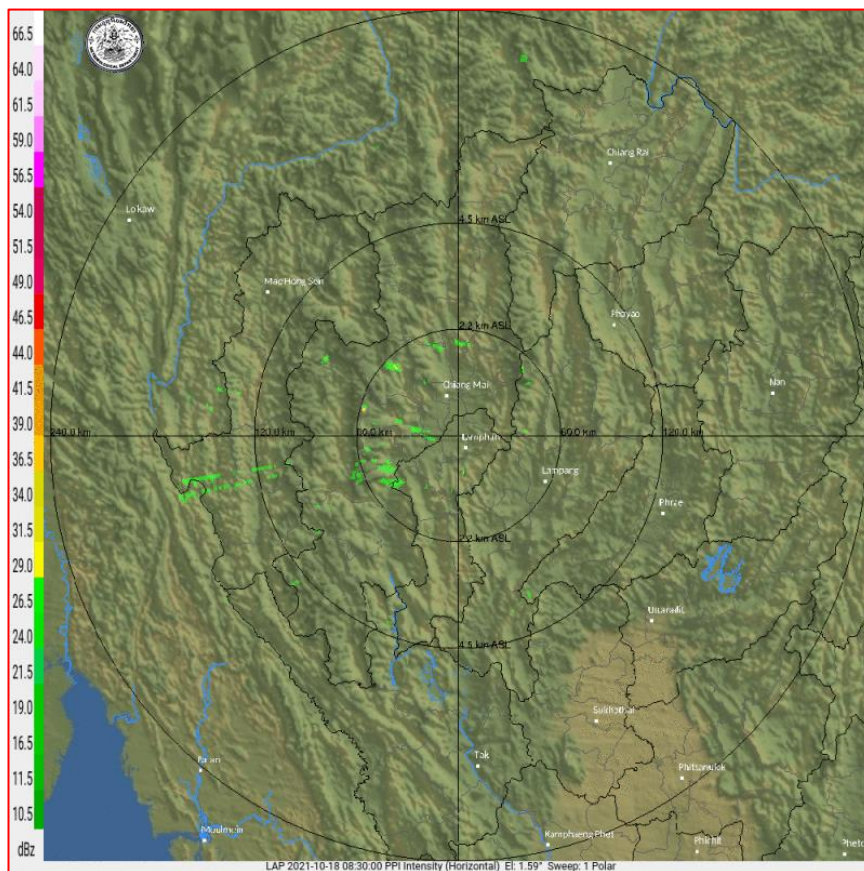 66.5
64.0
61.5
59.0
56.5
54.0
51.5
49.0
46.5
44.0
41.5
39.0
36.5
34.0
31.5
29.0
26.5
24.0
21.5
19.0
16.5
14.0
11.5
10.5
dBz
Chiang Rai
Loikaw
4.5 km ASL
Mae Hong Son
Phayao
2.2 km ASL
Chiang Mai
Nan
240.0 km
120.0 km
60.0 km
60.0 km
120.0 km
Lamphun
Lampang
Phrae
2.2 km ASL
Uttaradit
4.5 km ASL
Sukhothai
Tak
Pa'an
Phitsanulok
Moulmein
Kamphaeng Phet
Phichit
Phetc
LAP 2021-10-18 08:30:00 PPI Intensity (Horizontal) El: 1.59° Sweep: 1 Polar